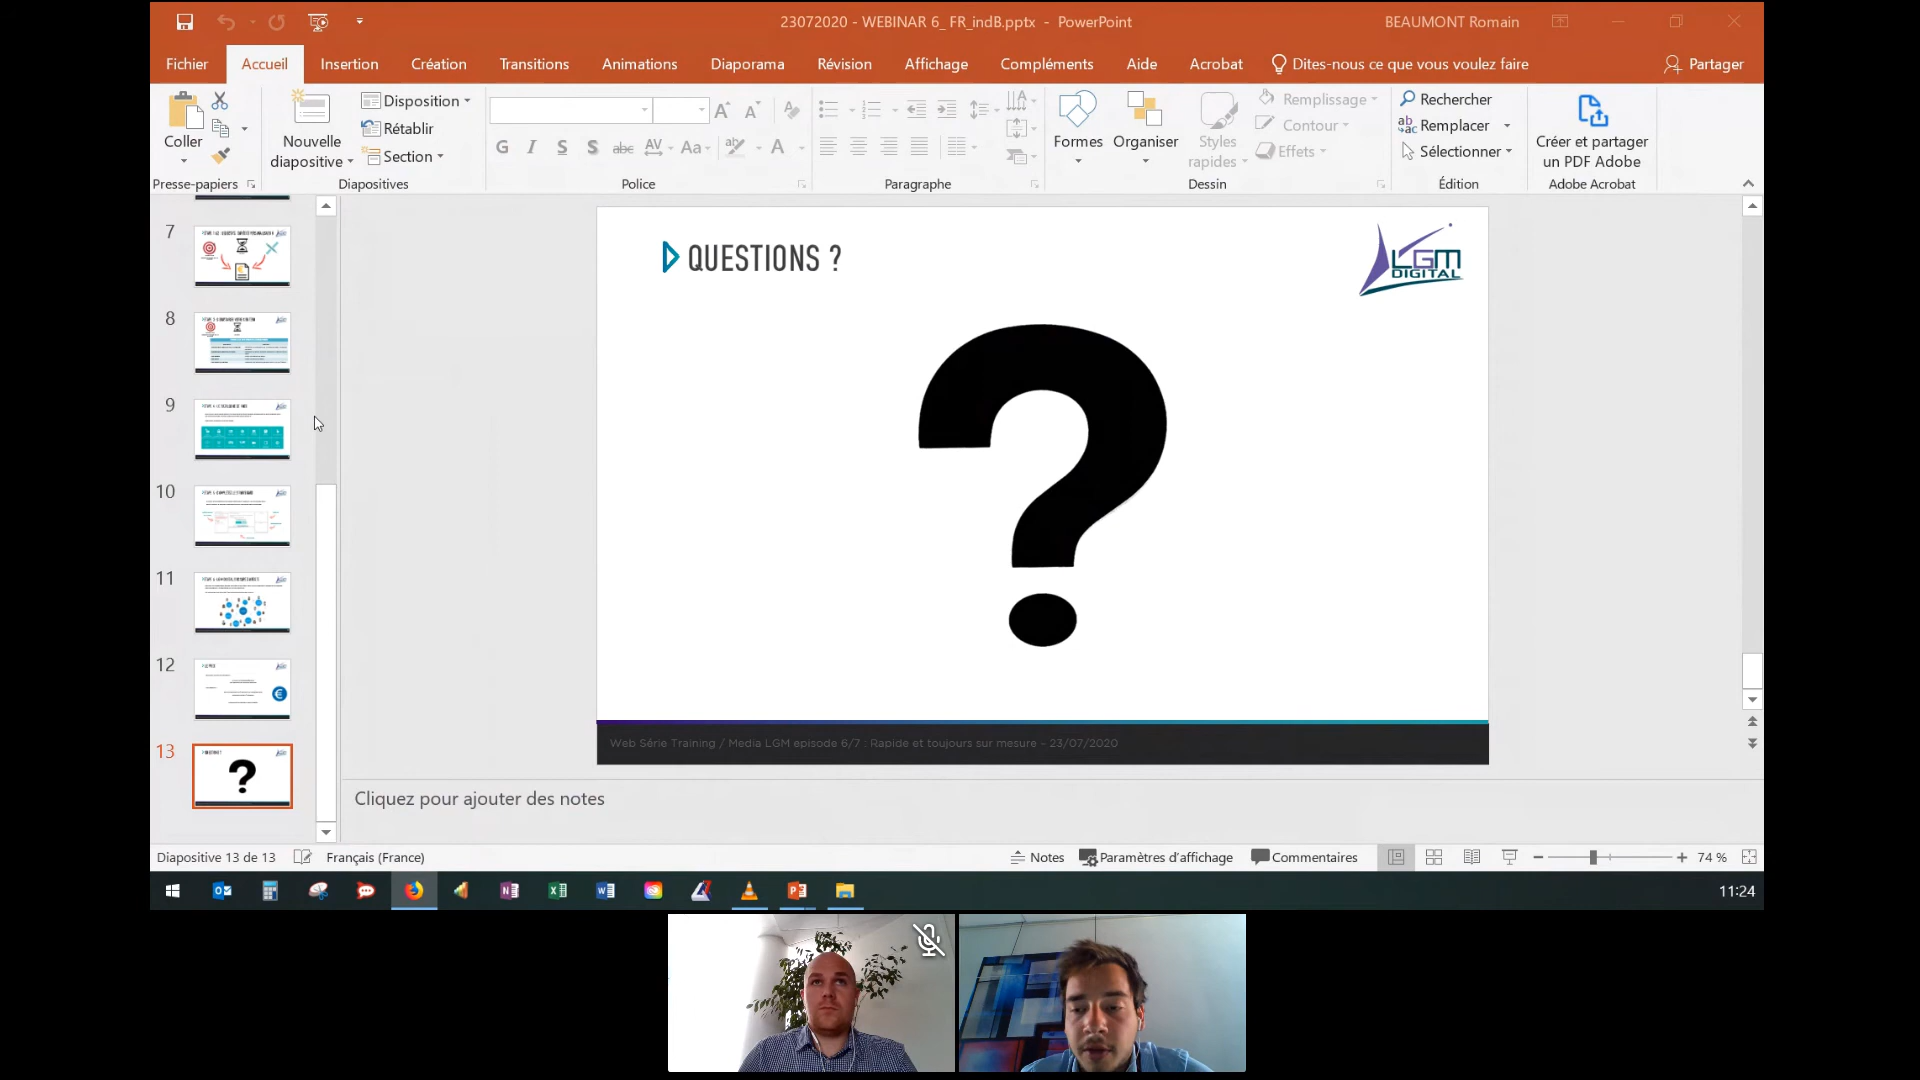 23072020 - WEBINAR 6_ FR_indB.pptx - PowerPoint
BEAUMONT Romain
Fichier
Accueil
Insertion
Création
Transitions
Animations
Diaporama
Révision
Affichage
Compléments
Aide
Acrobat
Dites-nous ce que vous voulez faire
Partager
Coller
Nouvelle
diapositive
Disposition
Rétablir
Section
G I S S abc AV Aa A
Formes
Organiser
Styles
rapides
Remplissage
Contour
Effets
Rechercher
Remplacer
Sélectionner
Créer et partager
un PDF Adobe
Presse-papiers
Diapositives
Police
Paragraphe
Dessin
Édition
Adobe Acrobat
7
8
9
10
11
12
13
QUESTIONS ?
LGM
DIGITAL
?
Web Série Training / Media LGM episode 6/7 : Rapide et toujours sur mesure – 23/07/2020
Cliquez pour ajouter des notes
Diapositive 13 de 13
Français (France)
Notes
Paramètres d'affichage
Commentaires
74 %
11:24